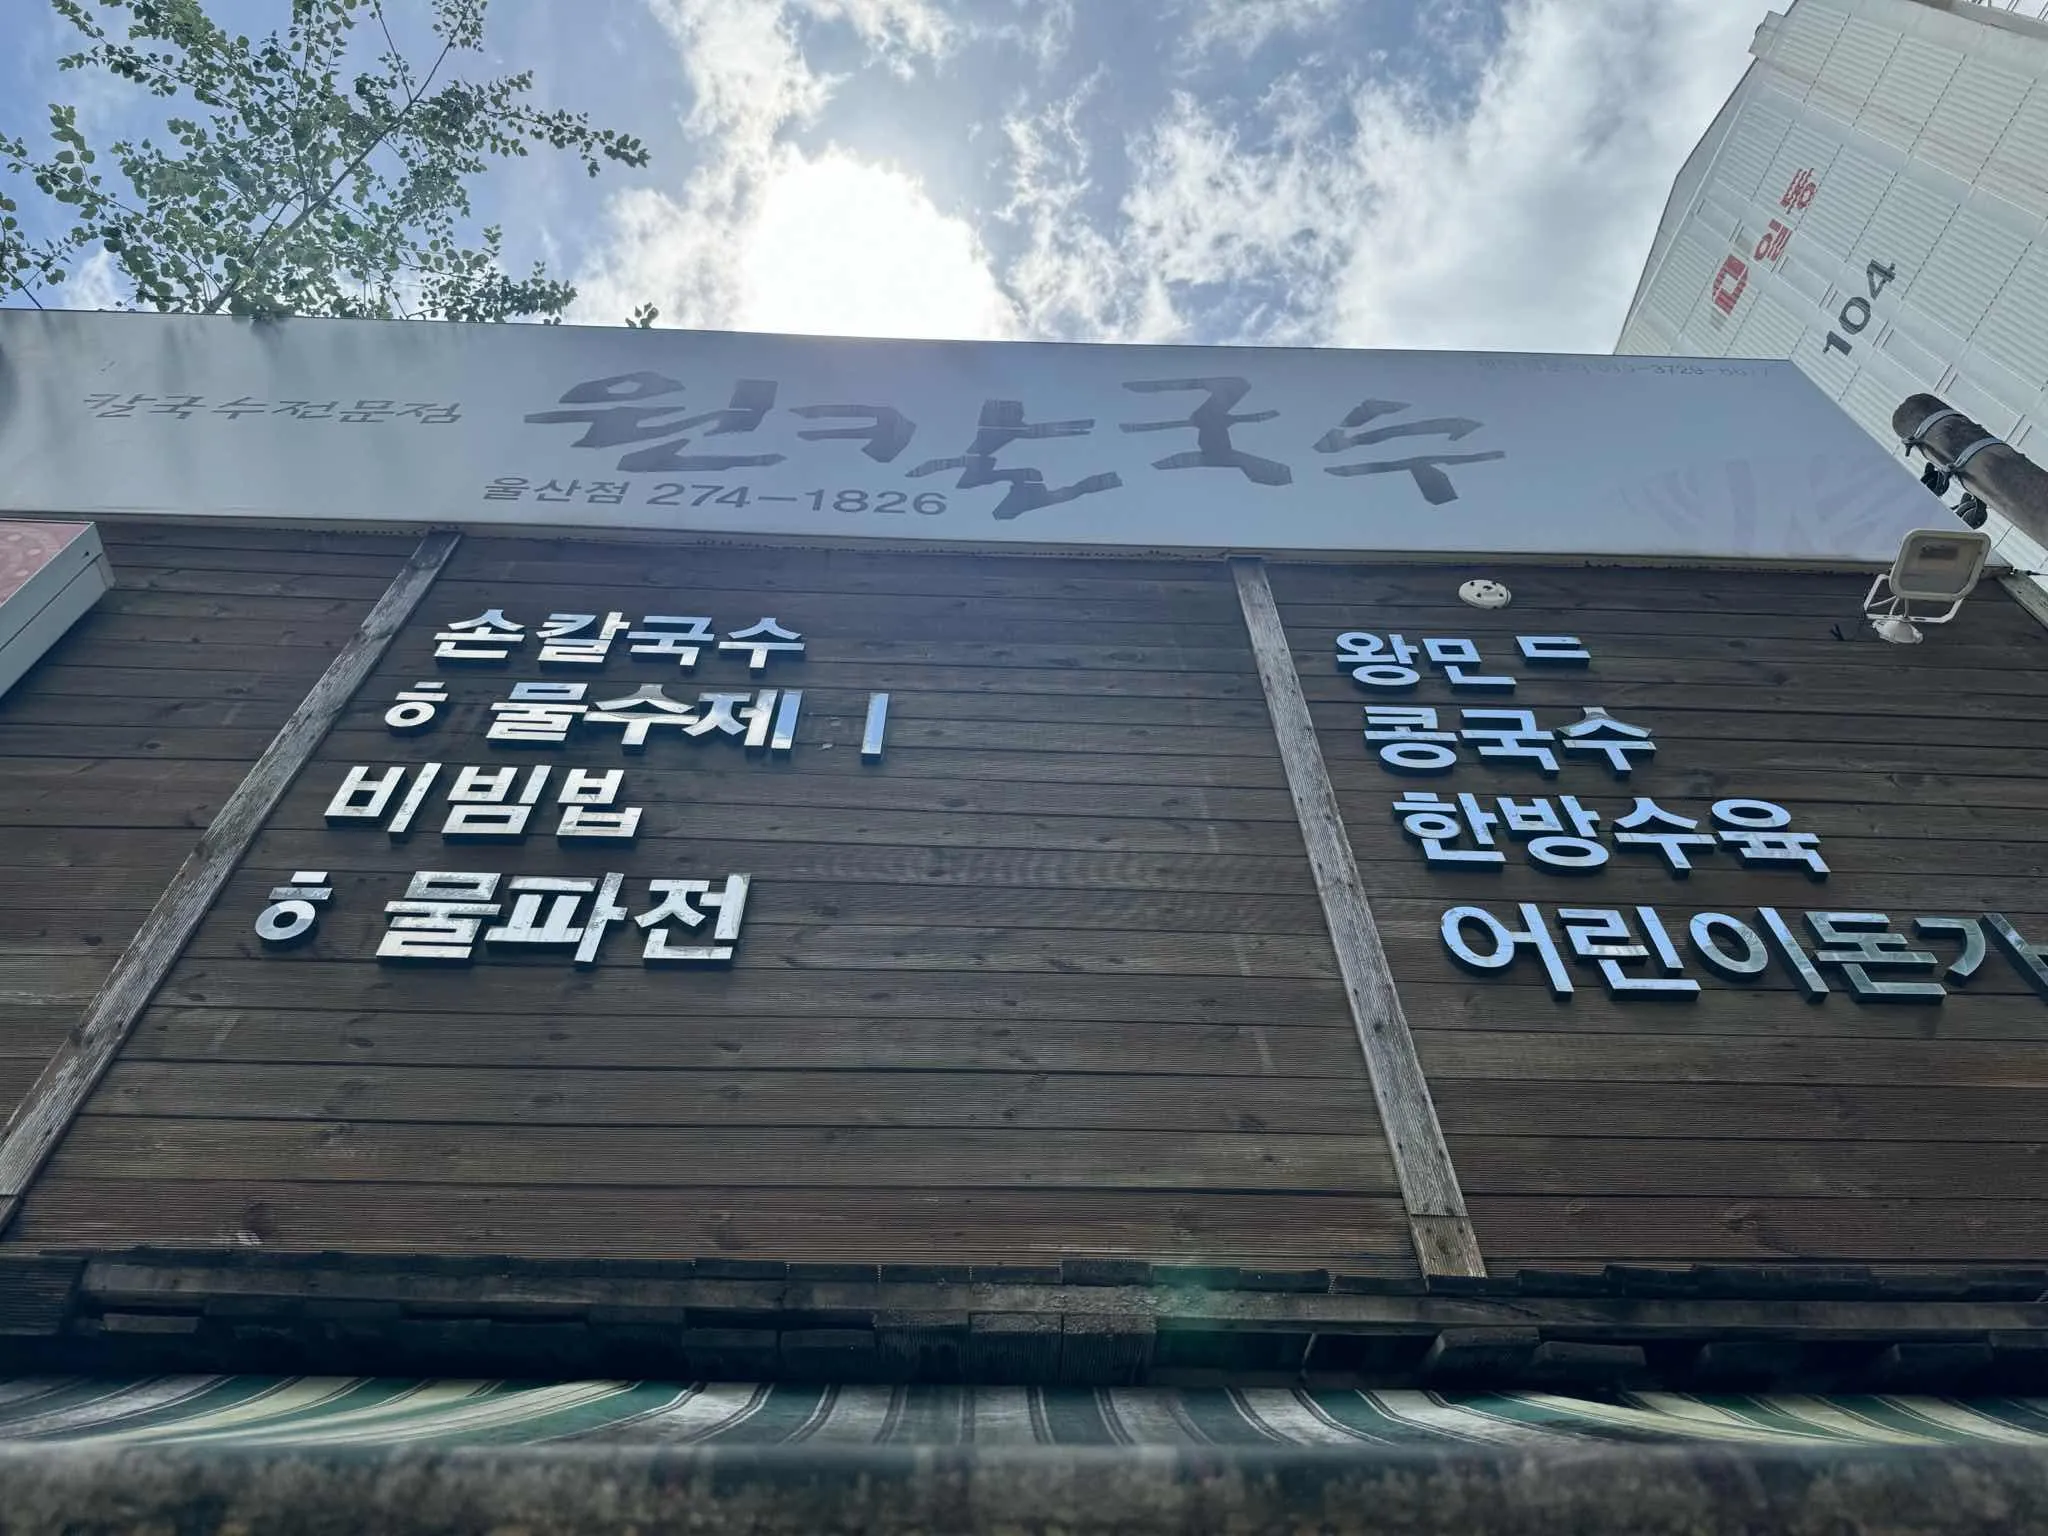 칼국수전문점
원칼국수
울산점 274-1826
손칼국수
ㅎ 물수제 ㅣ
비빔밥
ㅎ 물파전
왕민 드
콩국수
한방수육
어린이돈가
104